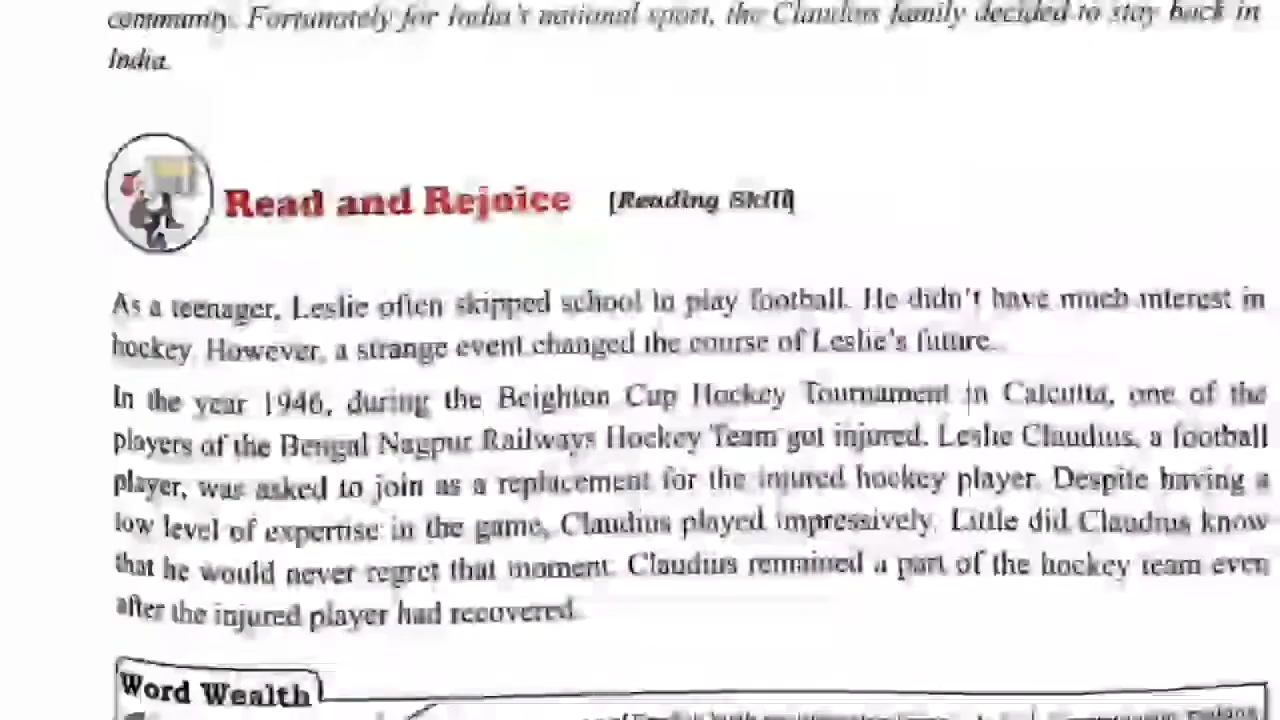 community. Fortunately for India's national sport, the Claudius family decided to stay back in
India.
Read and Rejoice [Reading Skill]
As a teenager, Leslie often skipped school to play football. He didn't have much interest in
hockey. However, a strange event changed the course of Leslie's future.
In the year 1946, during the Beighton Cup Hockey Tournament in Calcutta, one of the
players of the Bengal Nagpur Railways Hockey Team got injured. Leslie Claudius, a football
player, was asked to join as a replacement for the injured hockey player. Despite having a
low level of expertise in the game, Claudius played impressively. Little did Claudius know
that he would never regret that moment. Claudius remained a part of the hockey team even
after the injured player had recovered.
Word Wealth